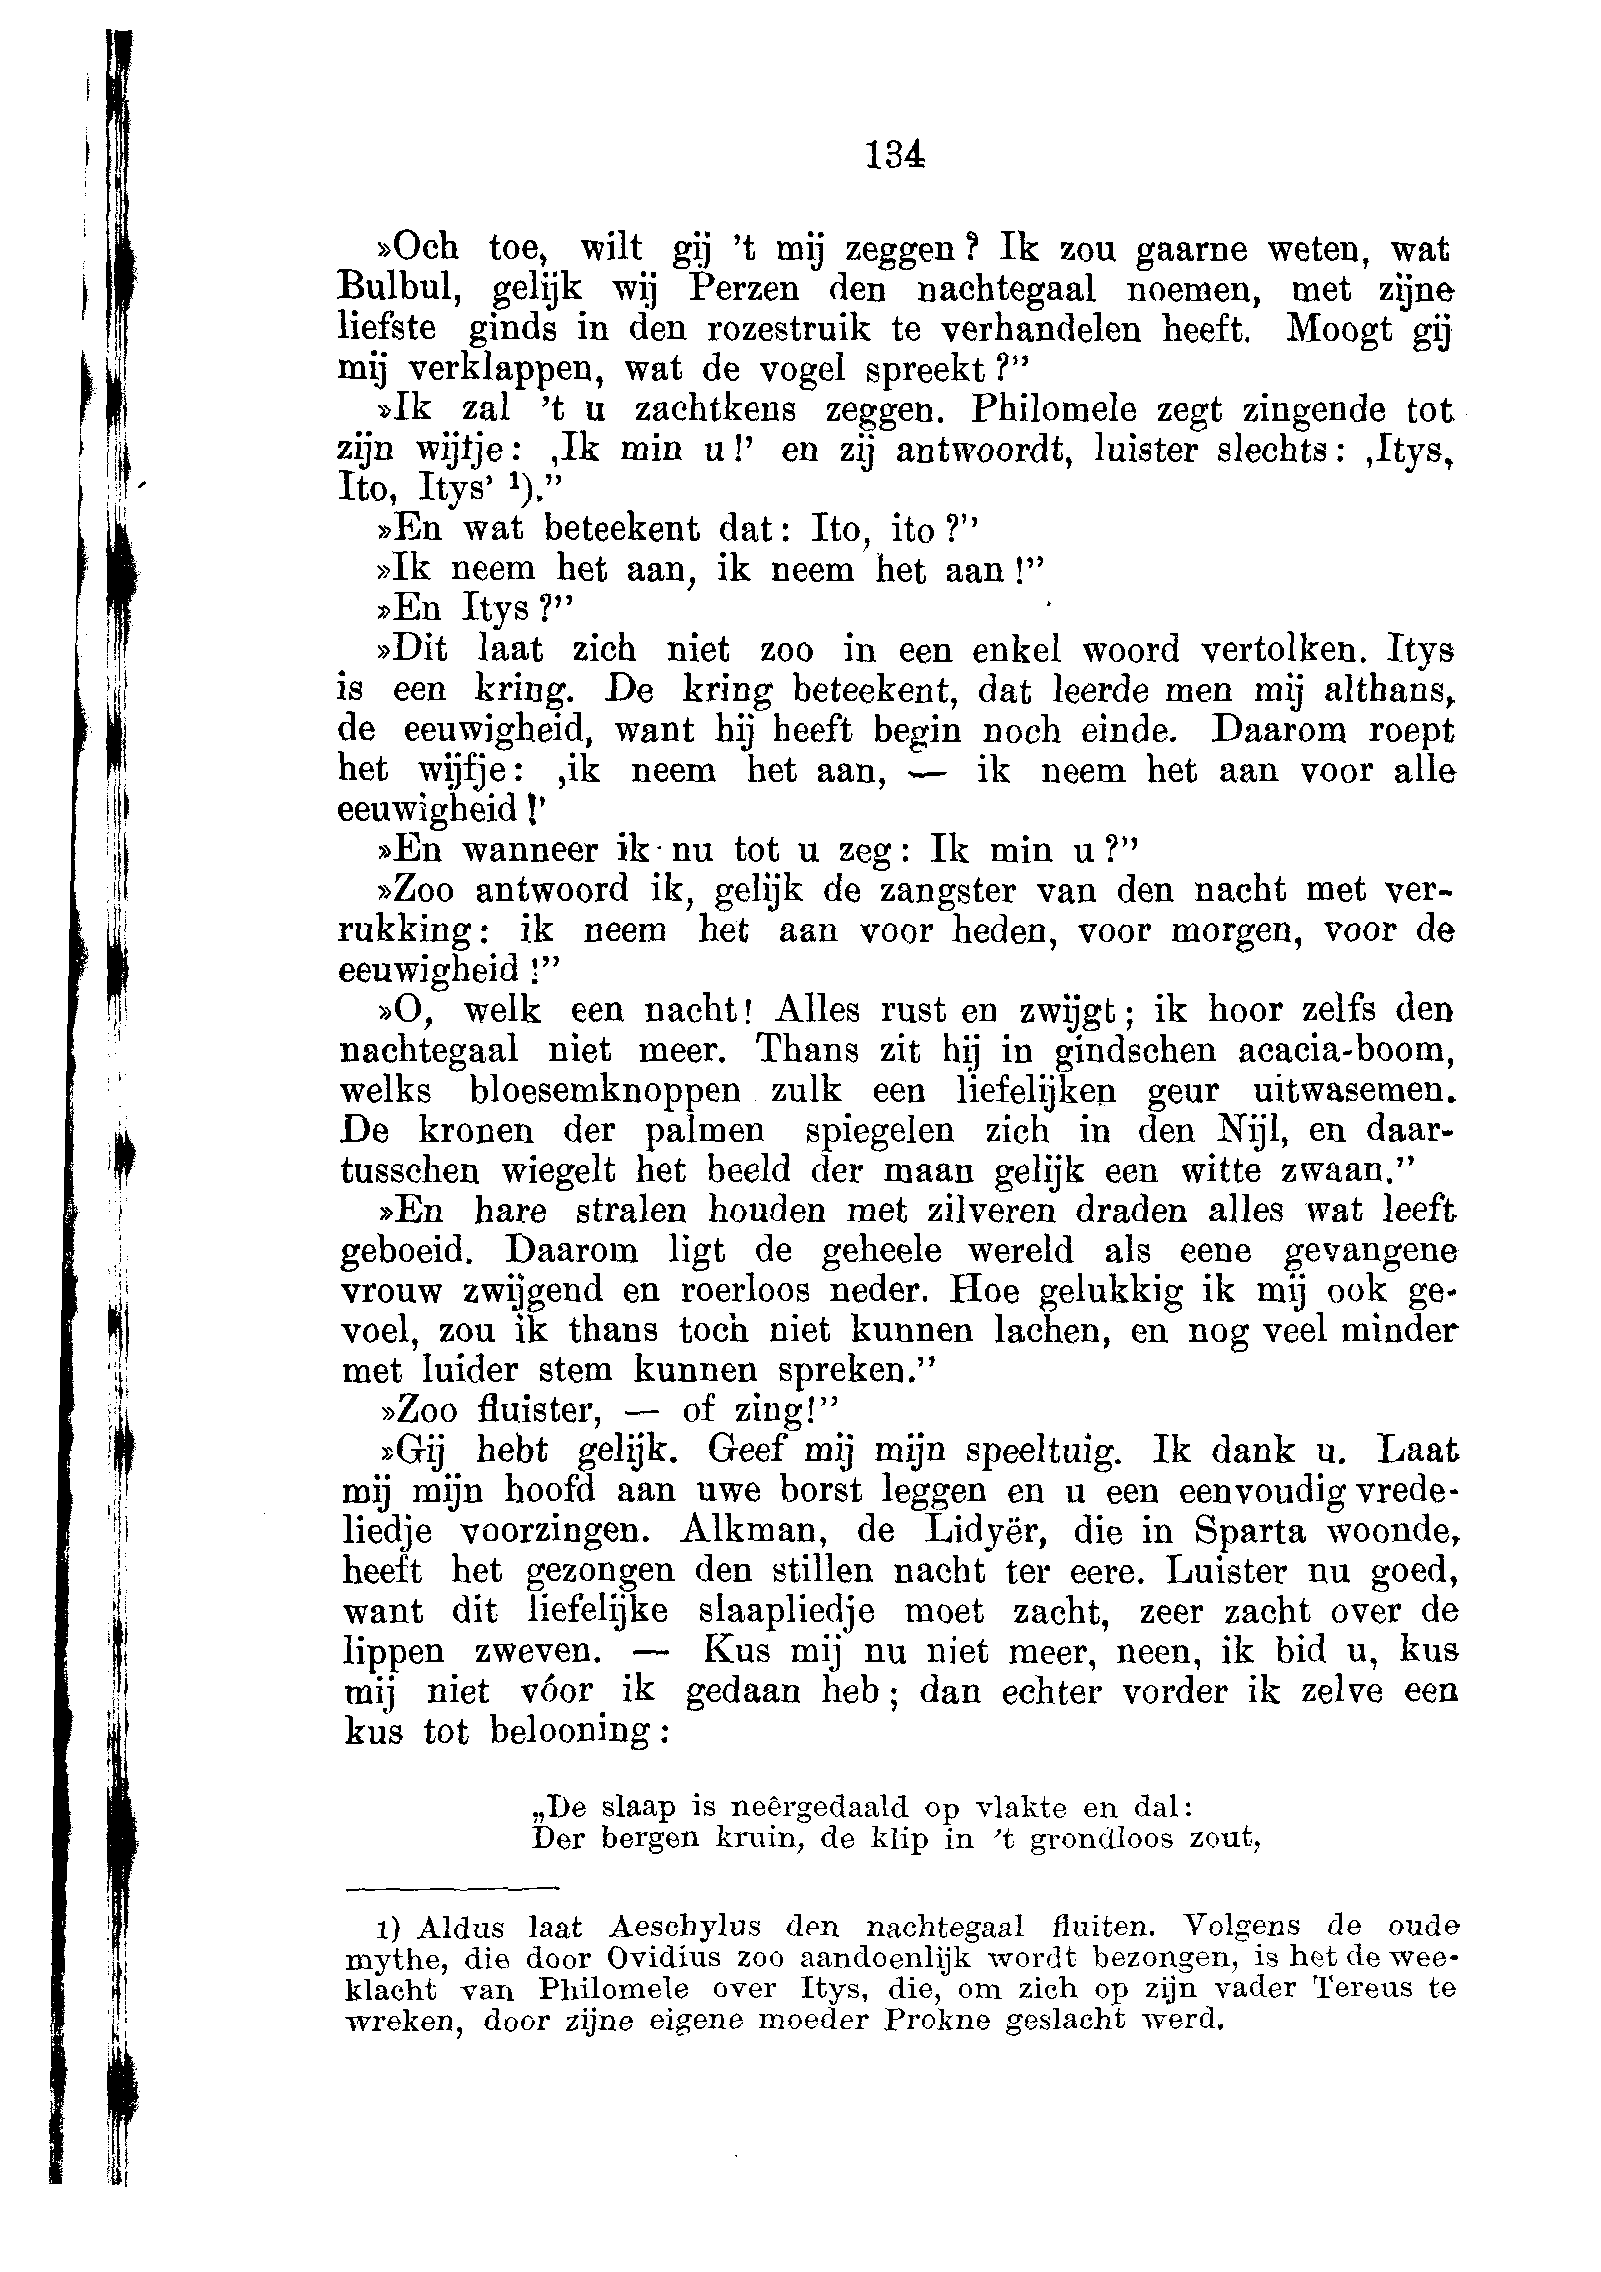 134
»Och toe, wilt gij 't mij zeggen? Ik zou gaarne weten, wat
Bulbul, gelijk wij Perzen den nachtegaal noemen, met zijne
liefste ginds in den rozestruik te verhandelen heeft. Moogt gij
mij verklappen, wat de vogel spreekt?”
»Ik zal 't u zachtkens zeggen. Philomele zegt zingende tot
zijn wijtje: ‚Ik min u!’ en zij antwoordt, luister slechts: ‚Itys,
Ito, Itys’ ¹).”
»En wat beteekent dat: Ito, ito?”
»Ik neem het aan, ik neem het aan!”
»En Itys?”
»Dit laat zich niet zoo in een enkel woord vertolken. Itys
is een kring. De kring beteekent, dat leerde men mij althans,
de eeuwigheid, want hij heeft begin noch einde. Daarom roept
het wijfje: ‚ik neem het aan, — ik neem het aan voor alle
eeuwigheid!’
»En wanneer ik nu tot u zeg: Ik min u?”
»Zoo antwoord ik, gelijk de zangster van den nacht met ver-
rukking: ik neem het aan voor heden, voor morgen, voor de
eeuwigheid!”
»O, welk een nacht! Alles rust en zwijgt; ik hoor zelfs den
nachtegaal niet meer. Thans zit hij in gindschen acacia-boom,
welks bloesemknoppen zulk een liefelijken geur uitwasemen.
De kronen der palmen spiegelen zich in den Nijl, en daar-
tusschen wiegelt het beeld der maan gelijk een witte zwaan.”
»En hare stralen houden met zilveren draden alles wat leeft
geboeid. Daarom ligt de geheele wereld als eene gevangene
vrouw zwijgend en roerloos neder. Hoe gelukkig ik mij ook ge-
voel, zou ik thans toch niet kunnen lachen, en nog veel minder
met luider stem kunnen spreken.”
»Zoo fluister, — of zing!”
»Gij hebt gelijk. Geef mij mijn speeltuig. Ik dank u. Laat
mij mijn hoofd aan uwe borst leggen en u een eenvoudig vrede-
liedje voorzingen. Alkman, de Lidyër, die in Sparta woonde,
heeft het gezongen den stillen nacht ter eere. Luister nu goed,
want dit liefelijke slaapliedje moet zacht, zeer zacht over de
lippen zweven. — Kus mij nu niet meer, neen, ik bid u, kus
mij niet vóor ik gedaan heb; dan echter vorder ik zelve een
kus tot belooning:
„De slaap is neêrgedaald op vlakte en dal:
Der bergen kruin, de klip in 't grondloos zout,
1) Aldus laat Aeschylus den nachtegaal fluiten. Volgens de oude
mythe, die door Ovidius zoo aandoenlijk wordt bezongen, is het de wee-
klacht van Philomele over Itys, die, om zich op zijn vader Tereus te
wreken, door zijne eigene moeder Prokne geslacht werd.